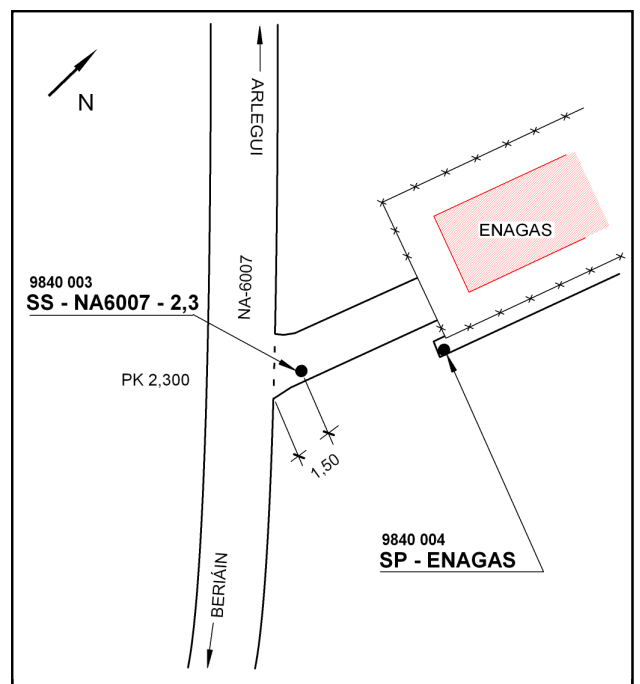 ARLEGUI
N
ENAGAS
NA-6007
9840 003
SS - NA6007 - 2,3
PK 2,300
1,50
9840 004
SP - ENAGAS
BERIÁIN